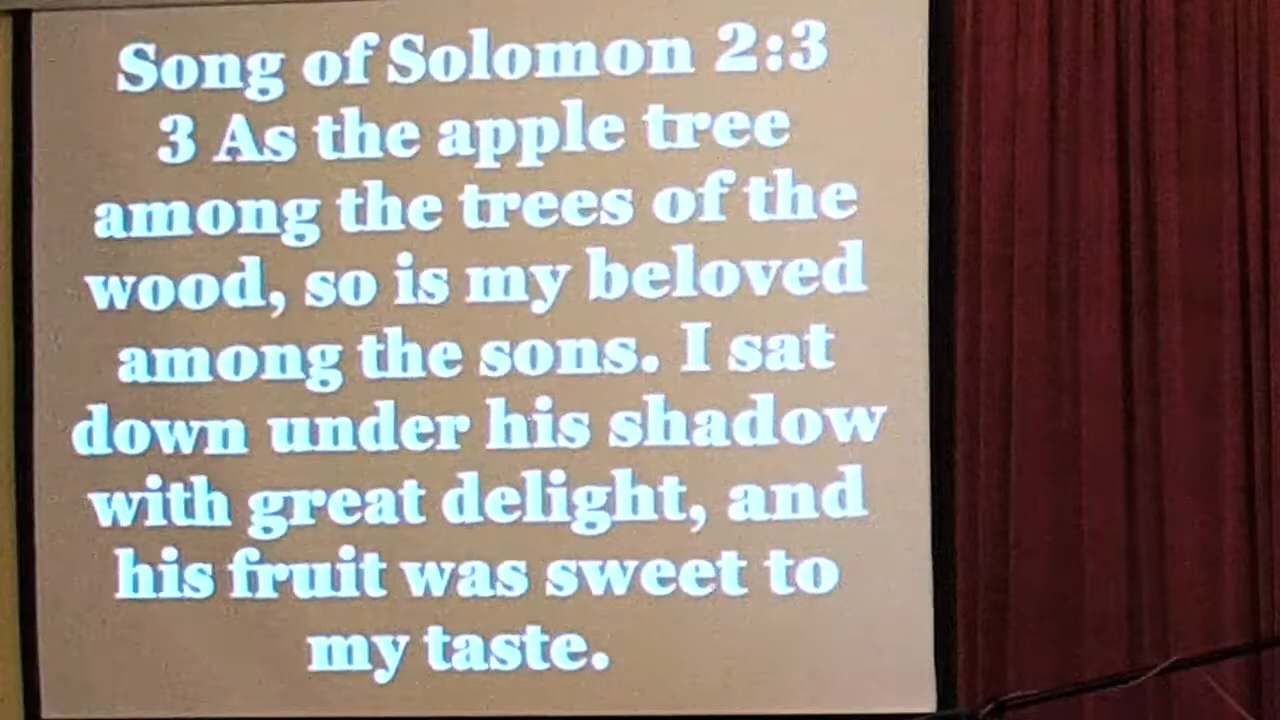 Song of Solomon 2:3
3 As the apple tree
among the trees of the
wood, so is my beloved
among the sons. I sat
down under his shadow
with great delight, and
his fruit was sweet to
my taste.